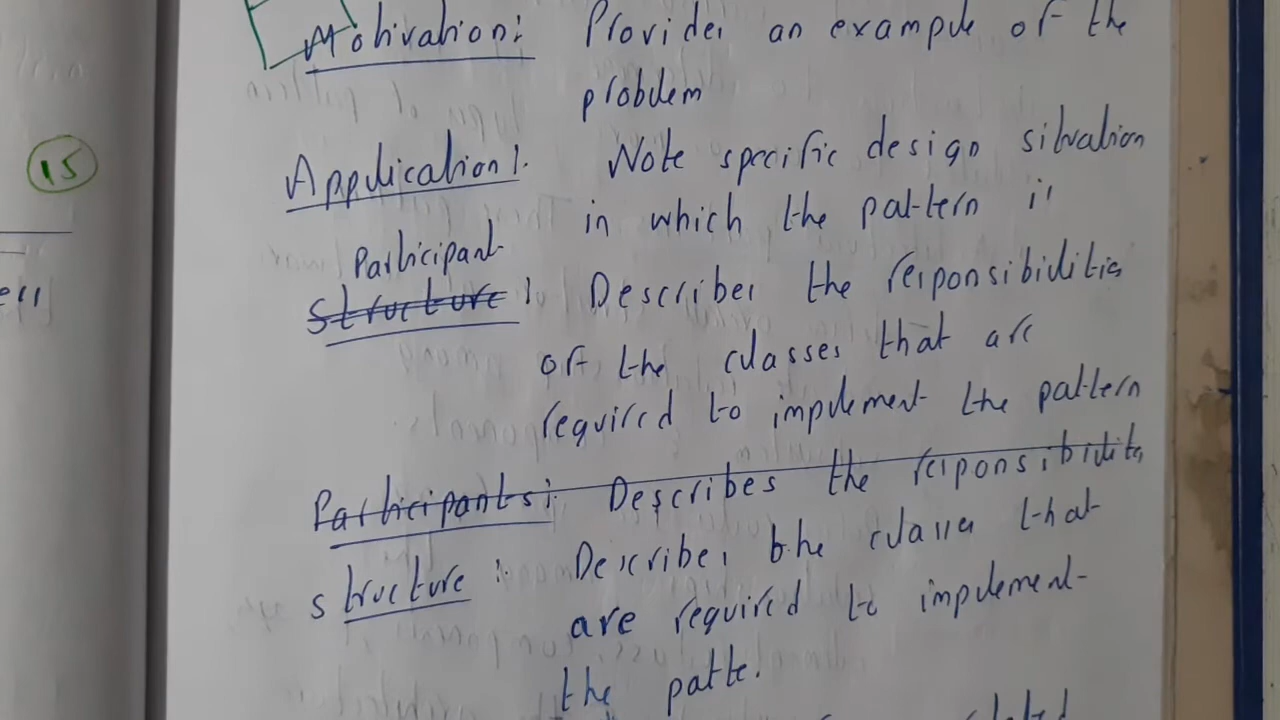 Motivation: Provides an example of the
problem
15
Application: Note specific design situation
in which the pattern is
Participant
Structure : Describes the responsibilities
of the classes that are
required to implement the pattern
Participants: Describes the responsibilities
structure : Describes the classes that
are required to implement
the patte.